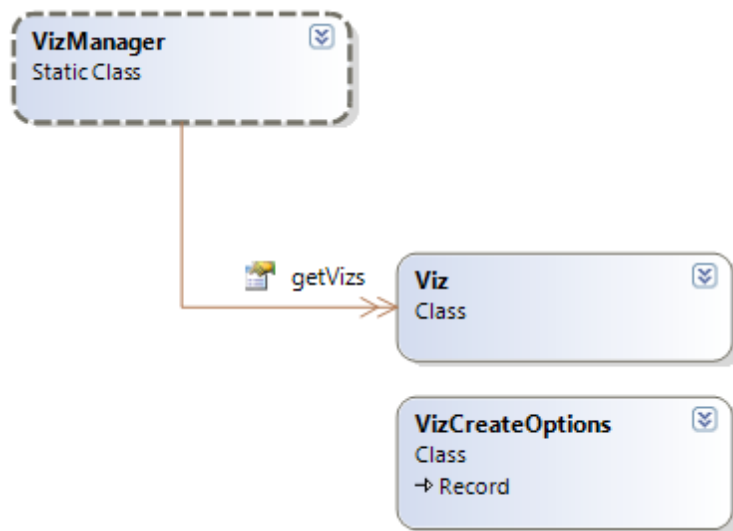 VizManager
Static Class
getVizs
Viz
Class
VizCreateOptions
Class
Record